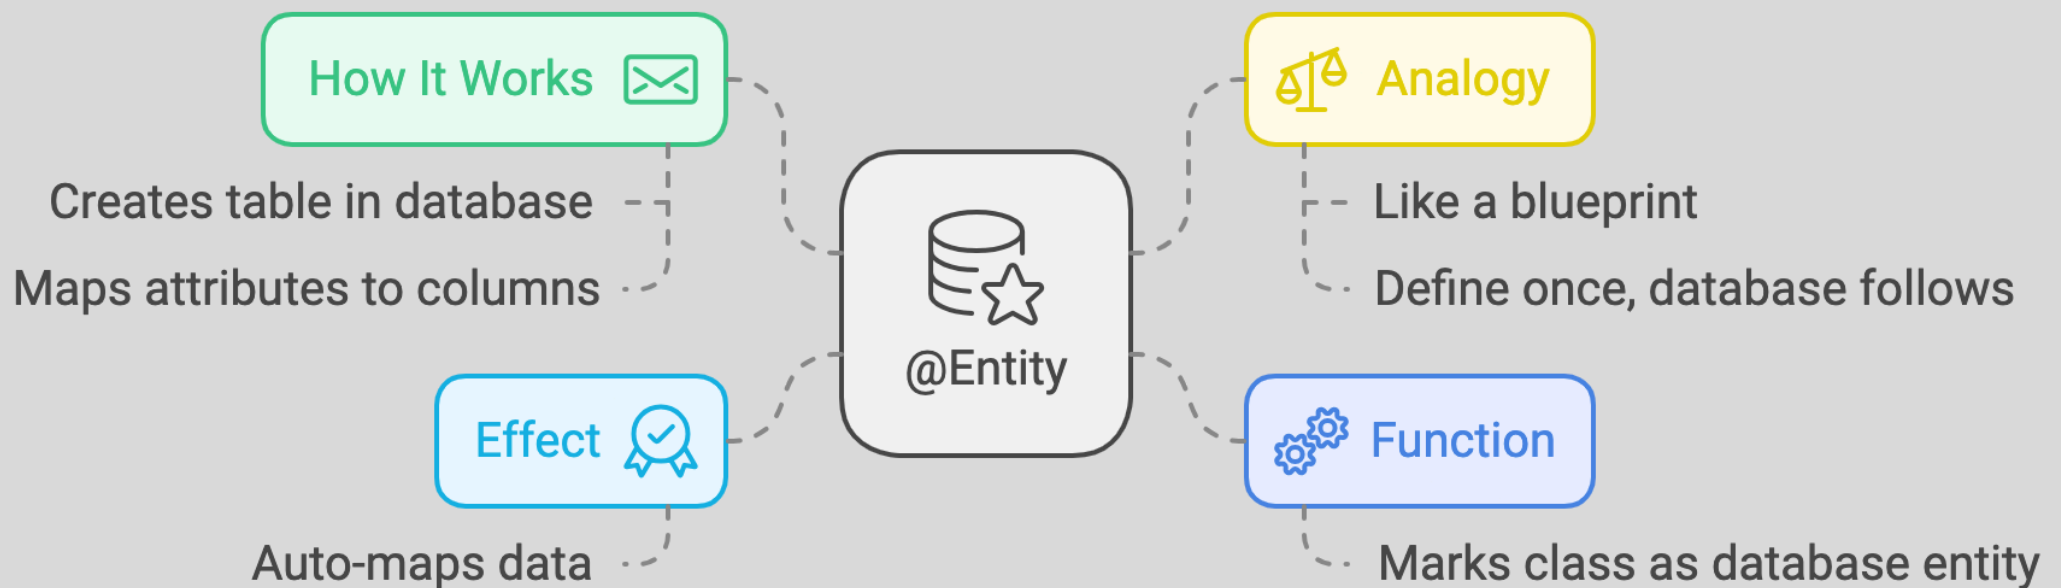 How It Works
Creates table in database
Maps attributes to columns
Effect
Auto-maps data
@Entity
Analogy
Like a blueprint
Define once, database follows
Function
Marks class as database entity